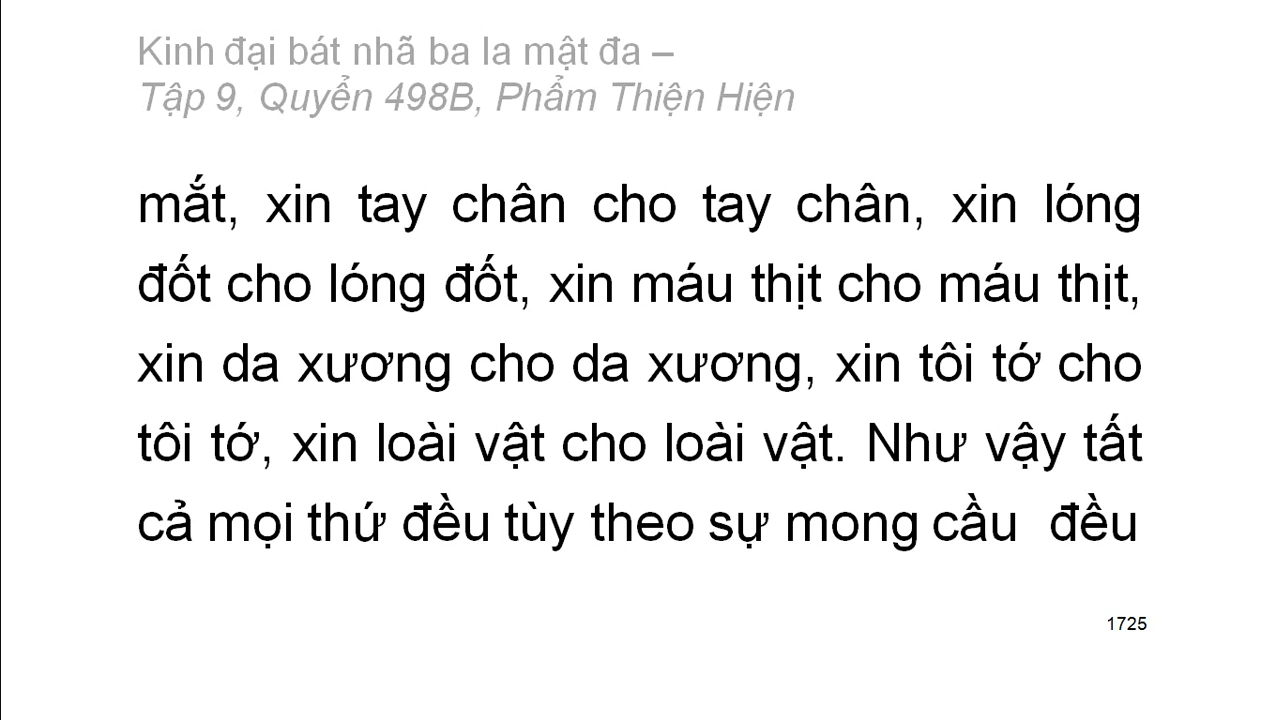 Kinh đại bát nhã ba la mật đa –
Tập 9, Quyển 498B, Phẩm Thiện Hiện
mắt, xin tay chân cho tay chân, xin lóng
đốt cho lóng đốt, xin máu thịt cho máu thịt,
xin da xương cho da xương, xin tôi tớ cho
tôi tớ, xin loài vật cho loài vật. Như vậy tất
cả mọi thứ đều tùy theo sự mong cầu đều
1725